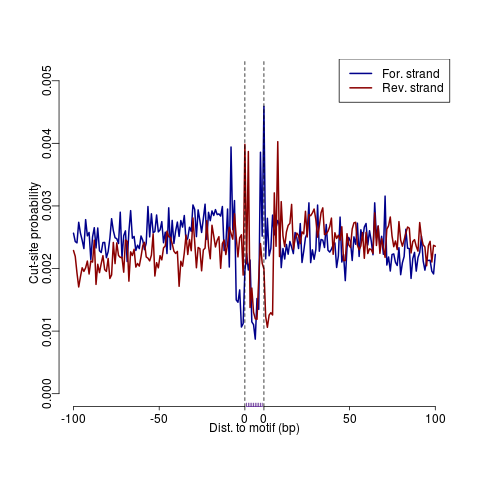 For. strand
Rev. strand
Cut-site probability
0.005
0.004
0.003
0.002
0.001
0.000
-100 -50 0 0 50 100
Dist. to motif (bp)